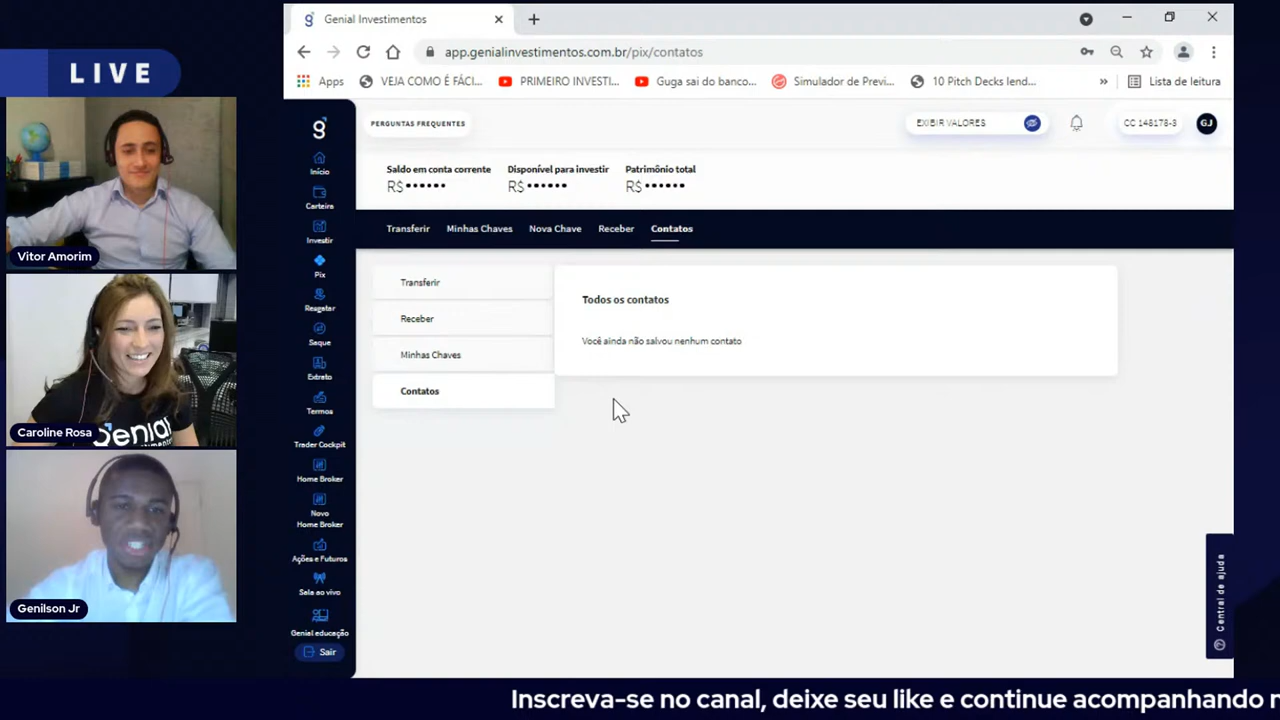 LIVE
Vitor Amorim
Caroline Rosa
genial
Genilson Jr
Genial Investimentos
app.genialinvestimentos.com.br/pix/contatos
Apps
VEJA COMO É FÁCI...
PRIMEIRO INVESTI...
Guga sai do banco...
Simulador de Previ...
10 Pitch Decks lend...
»
Lista de leitura
g
Início
Carteira
Investir
Pix
Resgatar
Saque
Extrato
Termos
Trader Cockpit
Home Broker
Novo
Home Broker
Ações e Futuros
Sala ao vivo
Genial educação
Sair
PERGUNTAS FREQUENTES
EXIBIR VALORES
CC 148178-3
GJ
Saldo em conta corrente
R$ ••••••
Disponível para investir
R$ ••••••
Patrimônio total
R$ ••••••
Transferir
Minhas Chaves
Nova Chave
Receber
Contatos
Transferir
Receber
Minhas Chaves
Contatos
Todos os contatos
Você ainda não salvou nenhum contato
Central de ajuda
Inscreva-se no canal, deixe seu like e continue acompanhando